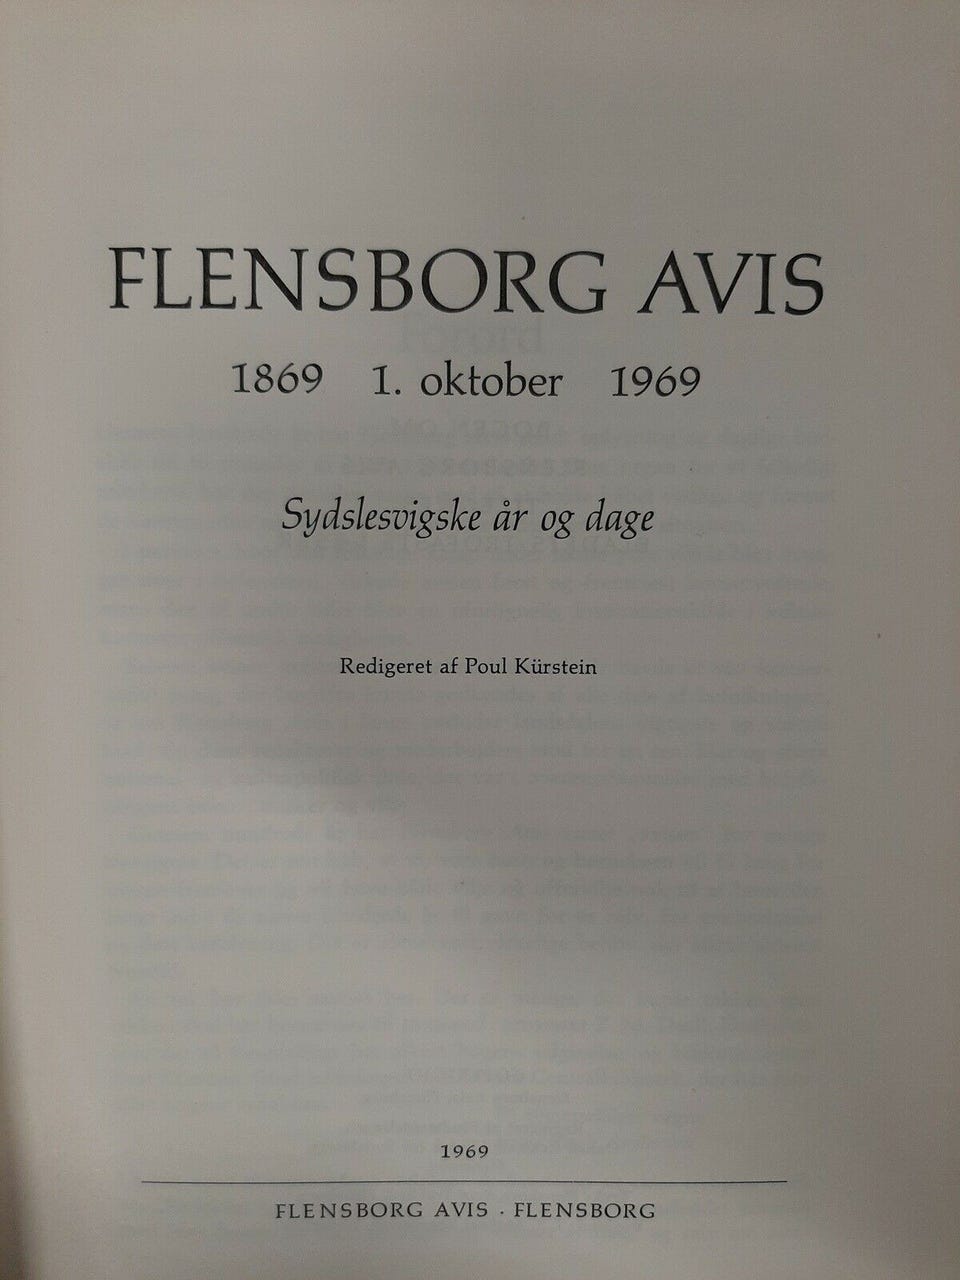 FLENSBORG AVIS
1869 1. oktober 1969
Sydslesvigske år og dage
Redigeret af Poul Kürstein
1969
FLENSBORG AVIS · FLENSBORG